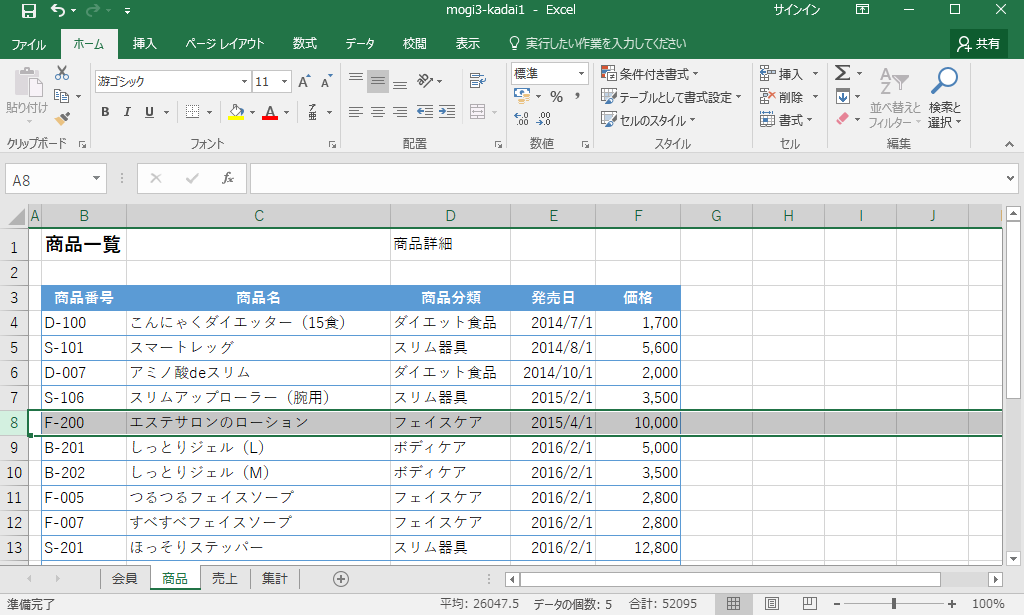 mogi3-kadai1 - Excel サインイン
ファイル ホーム 挿入 ページ レイアウト 数式 データ 校閲 表示 実行したい作業を入力してください 共有
貼り付け 游ゴシック 11 標準 条件付き書式 挿入 Σ
B I U A % , テーブルとして書式設定 削除 並べ替えと 検索と
セルのスタイル 書式 フィルター 選択
クリップボード フォント 配置 数値 スタイル セル 編集
A8 fx
A B C D E F G H I J
1 商品一覧 商品詳細
2
3 商品番号 商品名 商品分類 発売日 価格
4 D-100 こんにゃくダイエッター（15食） ダイエット食品 2014/7/1 1,700
5 S-101 スマートレッグ スリム器具 2014/8/1 5,600
6 D-007 アミノ酸deスリム ダイエット食品 2014/10/1 2,000
7 S-106 スリムアップローラー（腕用） スリム器具 2015/2/1 3,500
8 F-200 エステサロンのローション フェイスケア 2015/4/1 10,000
9 B-201 しっとりジェル（L） ボディケア 2016/2/1 5,000
10 B-202 しっとりジェル（M） ボディケア 2016/2/1 3,500
11 F-005 つるつるフェイスソープ フェイスケア 2016/2/1 2,800
12 F-007 すべすべフェイスソープ フェイスケア 2016/2/1 2,800
13 S-201 ほっそりステッパー スリム器具 2016/2/1 12,800
会員 商品 売上 集計
準備完了 平均: 26047.5 データの個数: 5 合計: 52095 100%